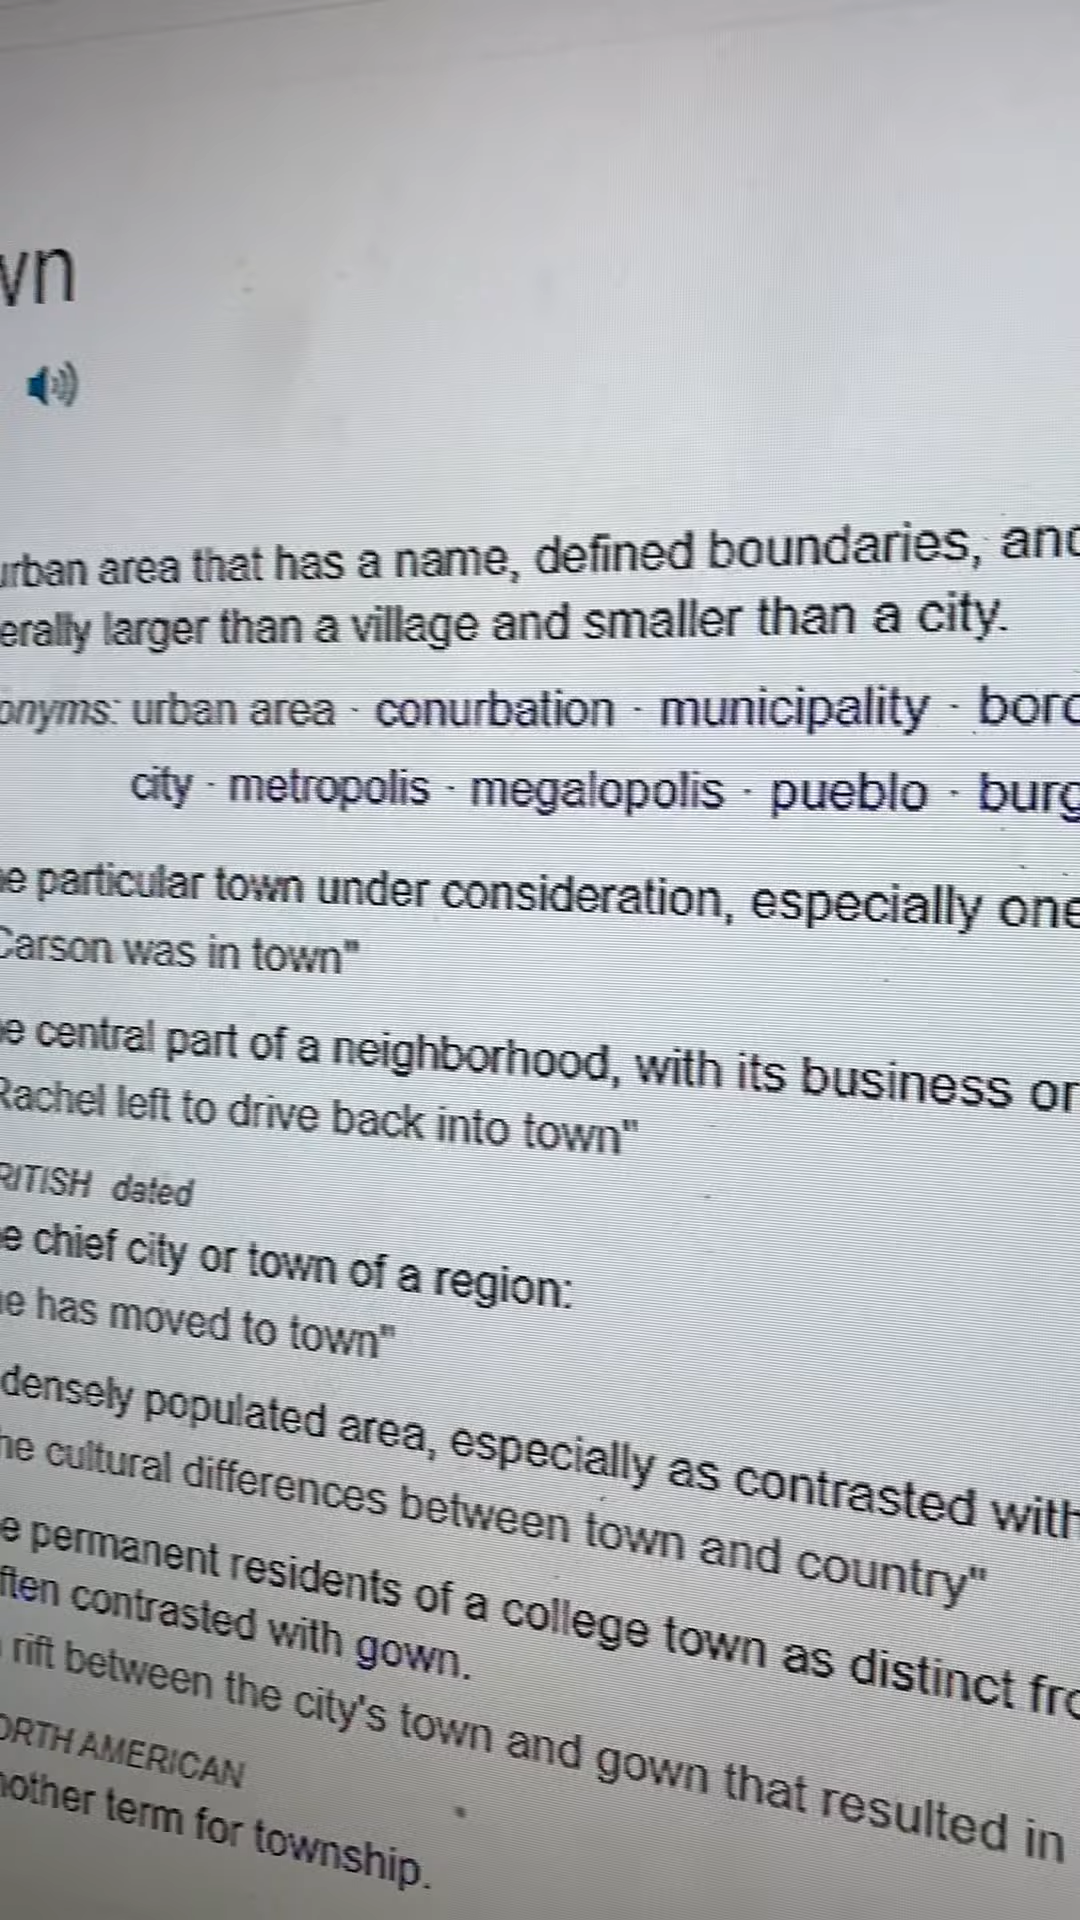 wn
urban area that has a name, defined boundaries, and
erally larger than a village and smaller than a city.
onyms: urban area · conurbation · municipality · boro
city · metropolis · megalopolis · pueblo · burg
e particular town under consideration, especially one
Carson was in town"
e central part of a neighborhood, with its business or
Rachel left to drive back into town"
RITISH dated
e chief city or town of a region:
e has moved to town"
densely populated area, especially as contrasted with
he cultural differences between town and country"
e permanent residents of a college town as distinct fro
ften contrasted with gown.
rift between the city's town and gown that resulted in
ORTH AMERICAN
nother term for township.